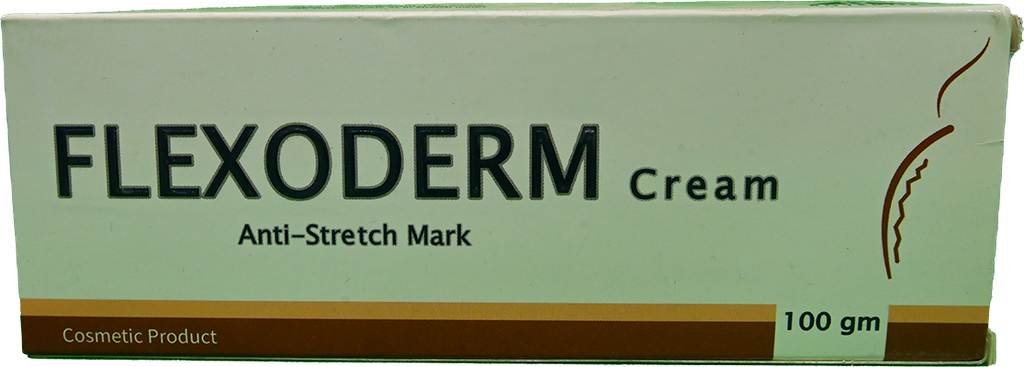 FLEXODERM Cream
Anti-Stretch Mark
100 gm
Cosmetic Product